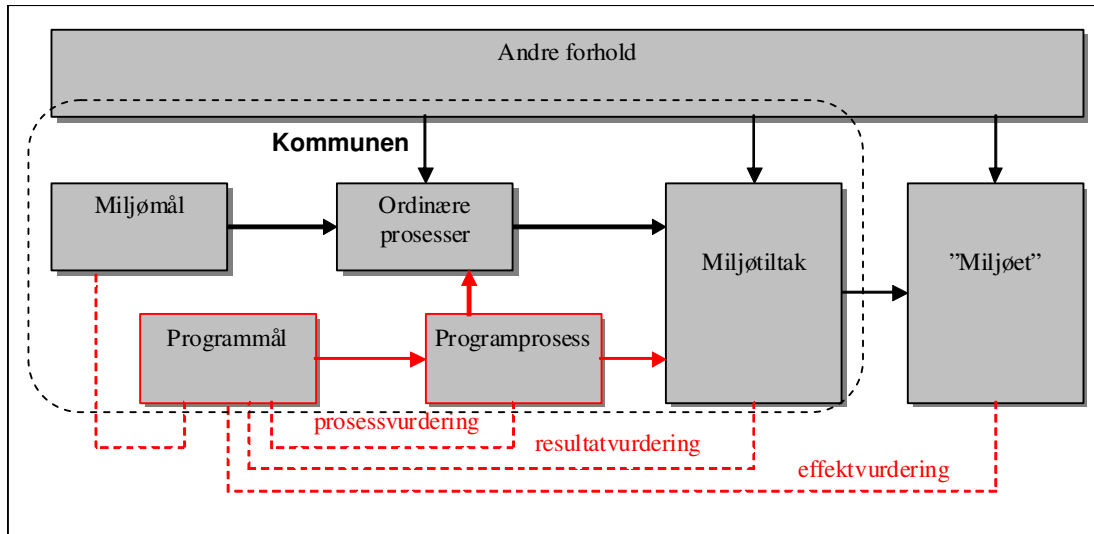 Andre forhold
Kommunen
Miljømål
Ordinære
prosesser
Miljøtiltak
”Miljøet”
Programmål
Programprosess
prosessvurdering
resultatvurdering
effektvurdering